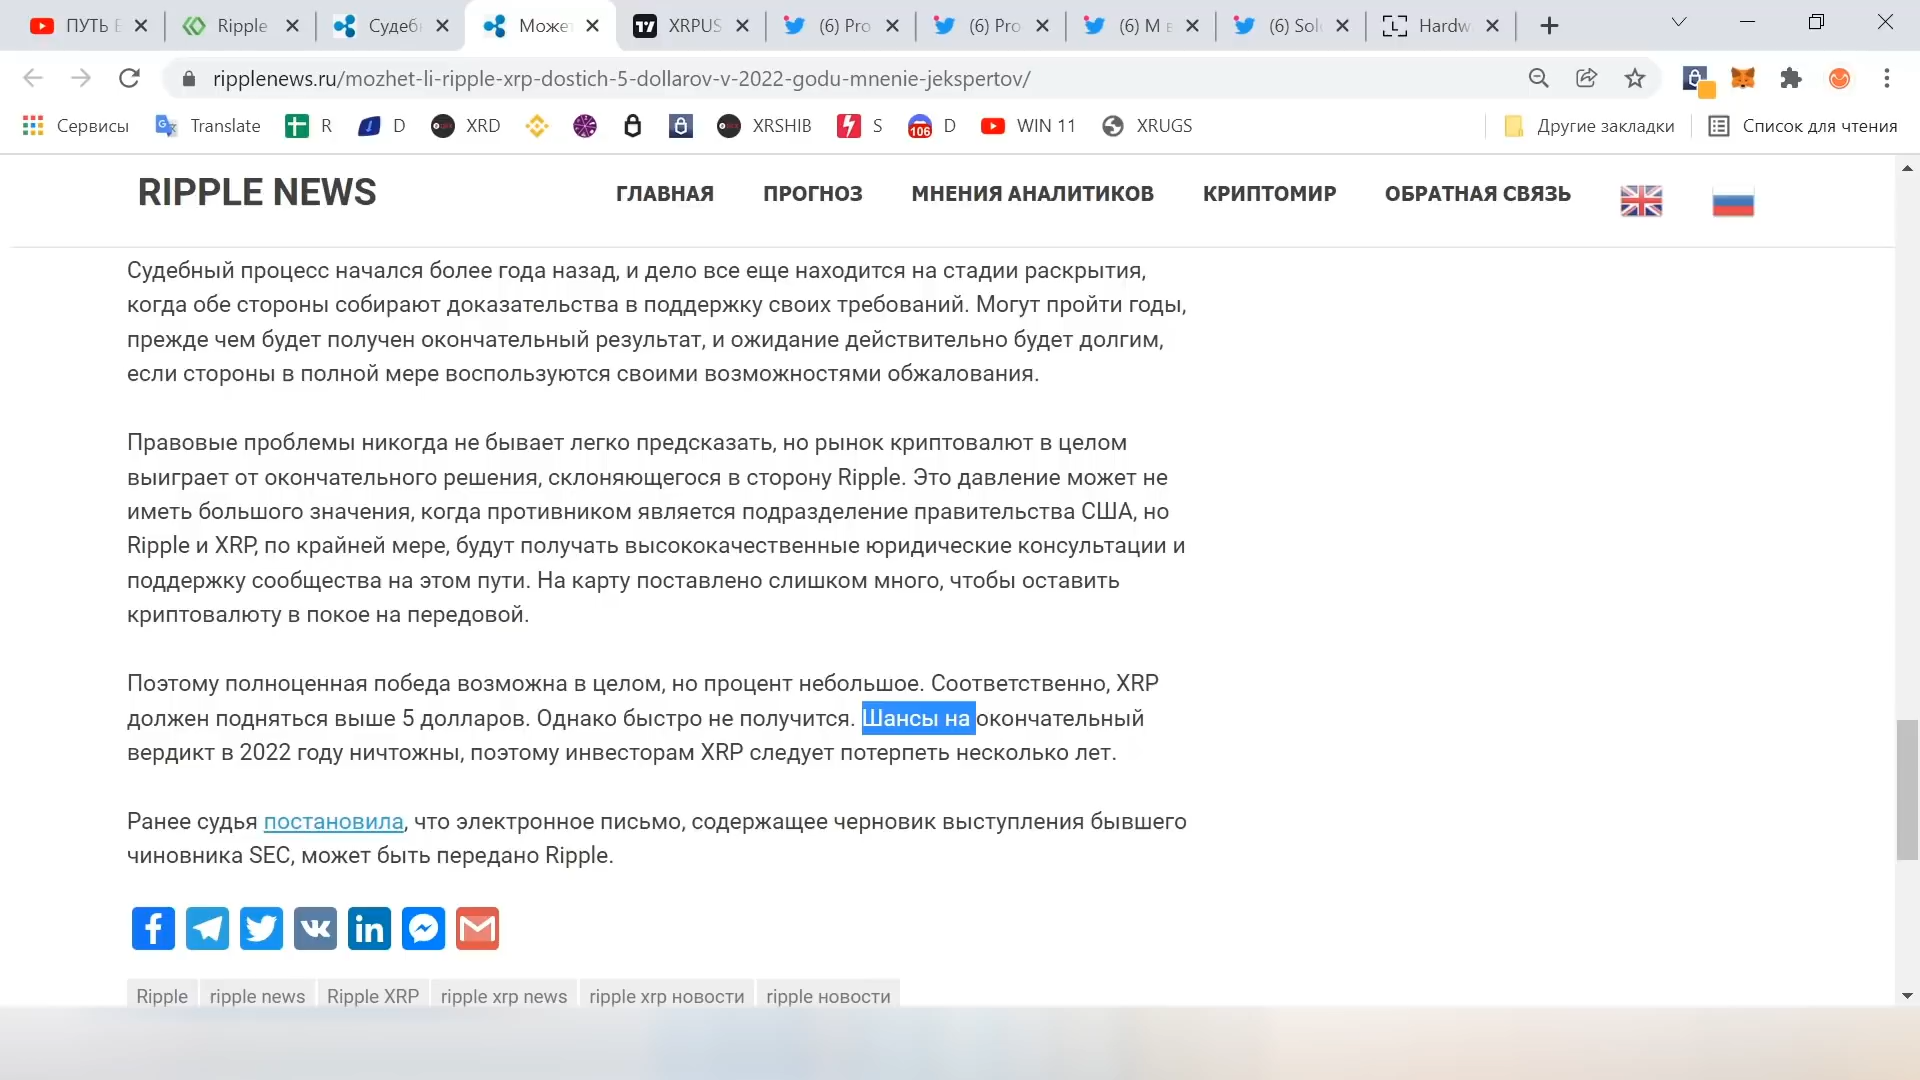 ПУТЬ Е
Ripple
Судеб
Может
XRPUS
(6) Pro
(6) Pro
(6) М в
(6) Sol
Hardw
ripplenews.ru/mozhet-li-ripple-xrp-dostich-5-dollarov-v-2022-godu-mnenie-jekspertov/
Сервисы
Translate
R
D
XRD
XRSHIB
S
106
D
WIN 11
XRUGS
Другие закладки
Список для чтения
RIPPLE NEWS
ГЛАВНАЯ
ПРОГНОЗ
МНЕНИЯ АНАЛИТИКОВ
КРИПТОМИР
ОБРАТНАЯ СВЯЗЬ
Судебный процесс начался более года назад, и дело все еще находится на стадии раскрытия,
когда обе стороны собирают доказательства в поддержку своих требований. Могут пройти годы,
прежде чем будет получен окончательный результат, и ожидание действительно будет долгим,
если стороны в полной мере воспользуются своими возможностями обжалования.
Правовые проблемы никогда не бывает легко предсказать, но рынок криптовалют в целом
выиграет от окончательного решения, склоняющегося в сторону Ripple. Это давление может не
иметь большого значения, когда противником является подразделение правительства США, но
Ripple и XRP, по крайней мере, будут получать высококачественные юридические консультации и
поддержку сообщества на этом пути. На карту поставлено слишком много, чтобы оставить
криптовалюту в покое на передовой.
Поэтому полноценная победа возможна в целом, но процент небольшое. Соответственно, XRP
должен подняться выше 5 долларов. Однако быстро не получится. Шансы на окончательный
вердикт в 2022 году ничтожны, поэтому инвесторам XRP следует потерпеть несколько лет.
Ранее судья постановила, что электронное письмо, содержащее черновик выступления бывшего
чиновника SEC, может быть передано Ripple.
Ripple
ripple news
Ripple XRP
ripple xrp news
ripple xrp новости
ripple новости